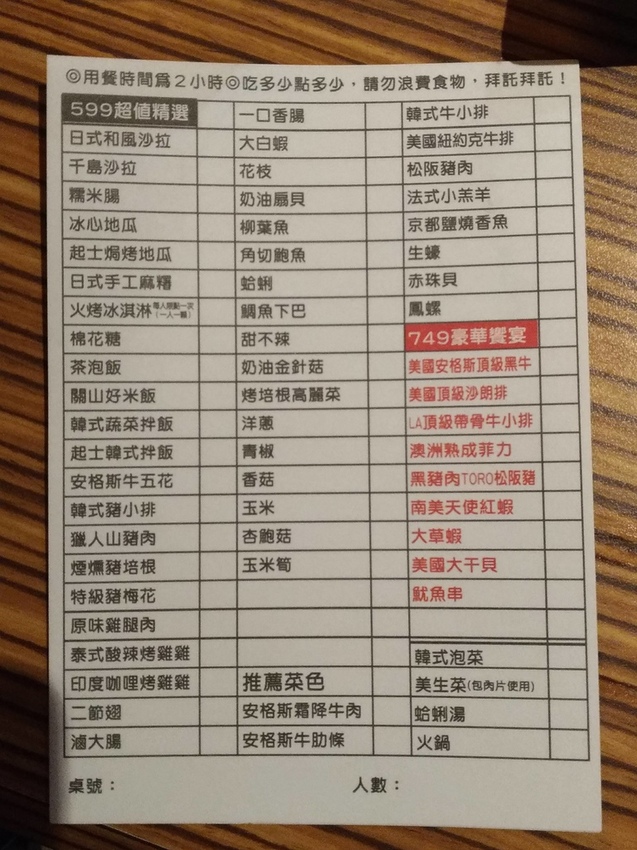 ◎用餐時間為2小時◎吃多少點多少，請勿浪費食物，拜託拜託！
599超值精選
日式和風沙拉
千島沙拉
糯米腸
冰心地瓜
起士焗烤地瓜
日式手工麻糬
火烤冰淇淋 每人限點一次（一人一顆）
棉花糖
茶泡飯
關山好米飯
韓式蔬菜拌飯
起士韓式拌飯
安格斯牛五花
韓式豬小排
獵人山豬肉
煙燻豬培根
特級豬梅花
原味雞腿肉
泰式酸辣烤雞雞
印度咖哩烤雞雞
二節翅
滷大腸
一口香腸
大白蝦
花枝
奶油扇貝
柳葉魚
角切鮑魚
蛤蜊
鯛魚下巴
甜不辣
奶油金針菇
烤培根高麗菜
洋蔥
青椒
香菇
玉米
杏鮑菇
玉米筍
推薦菜色
安格斯霜降牛肉
安格斯牛肋條
韓式牛小排
美國紐約克牛排
松阪豬肉
法式小羔羊
京都鹽燒香魚
生蠔
赤珠貝
鳳螺
749豪華饗宴
美國安格斯頂級黑牛
美國頂級沙朗排
LA頂級帶骨牛小排
澳洲熟成菲力
黑豬肉TORO松阪豬
南美天使紅蝦
大草蝦
美國大干貝
魷魚串
韓式泡菜
美生菜(包肉片使用)
蛤蜊湯
火鍋
桌號：
人數：